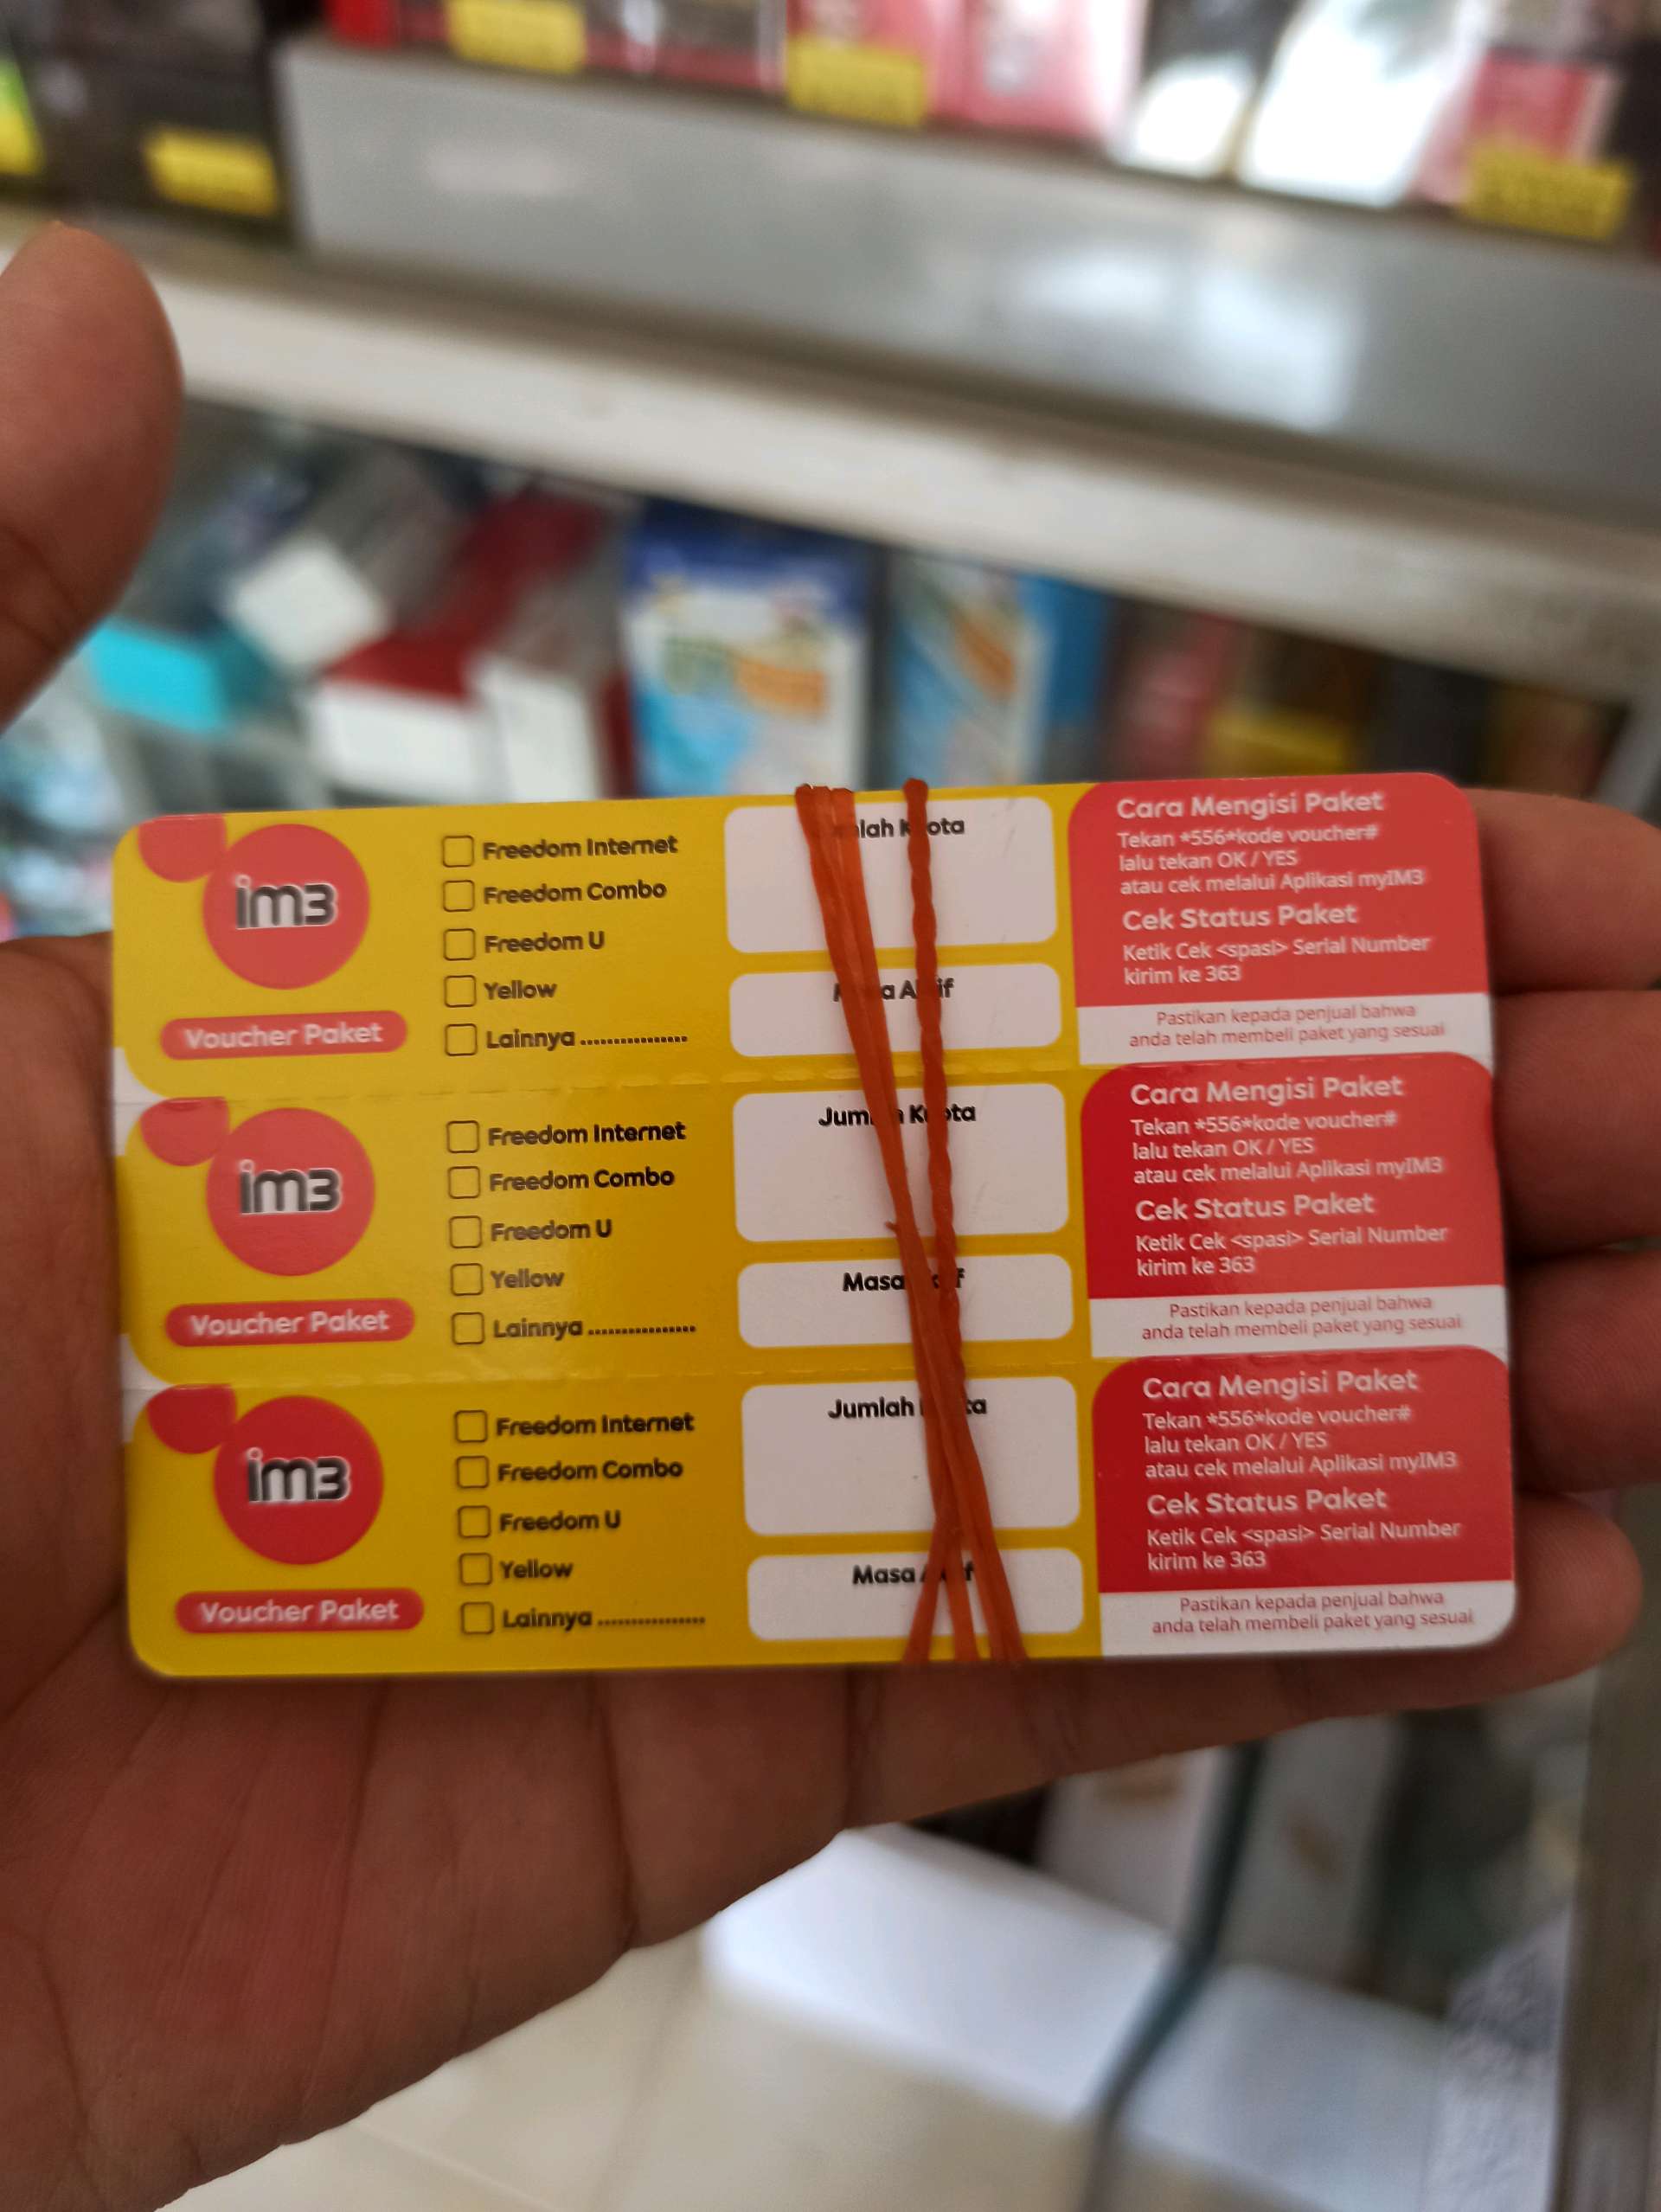 im3
Voucher Paket
Freedom Internet
Freedom Combo
Freedom U
Yellow
Lainnya ................
Cara Mengisi Paket
Tekan *556*kode voucher#
lalu tekan OK / YES
atau cek melalui Aplikasi myIM3
Cek Status Paket
Ketik Cek <spasi> Serial Number
kirim ke 363
Pastikan kepada penjual bahwa
anda telah membeli paket yang sesuai
im3
Voucher Paket
Freedom Internet
Freedom Combo
Freedom U
Yellow
Lainnya ................
Jumlah Kuota
Masa
Cara Mengisi Paket
Tekan *556*kode voucher#
lalu tekan OK / YES
atau cek melalui Aplikasi myIM3
Cek Status Paket
Ketik Cek <spasi> Serial Number
kirim ke 363
Pastikan kepada penjual bahwa
anda telah membeli paket yang sesuai
im3
Voucher Paket
Freedom Internet
Freedom Combo
Freedom U
Yellow
Lainnya ................
Jumlah
Masa
Cara Mengisi Paket
Tekan *556*kode voucher#
lalu tekan OK / YES
atau cek melalui Aplikasi myIM3
Cek Status Paket
Ketik Cek <spasi> Serial Number
kirim ke 363
Pastikan kepada penjual bahwa
anda telah membeli paket yang sesuai